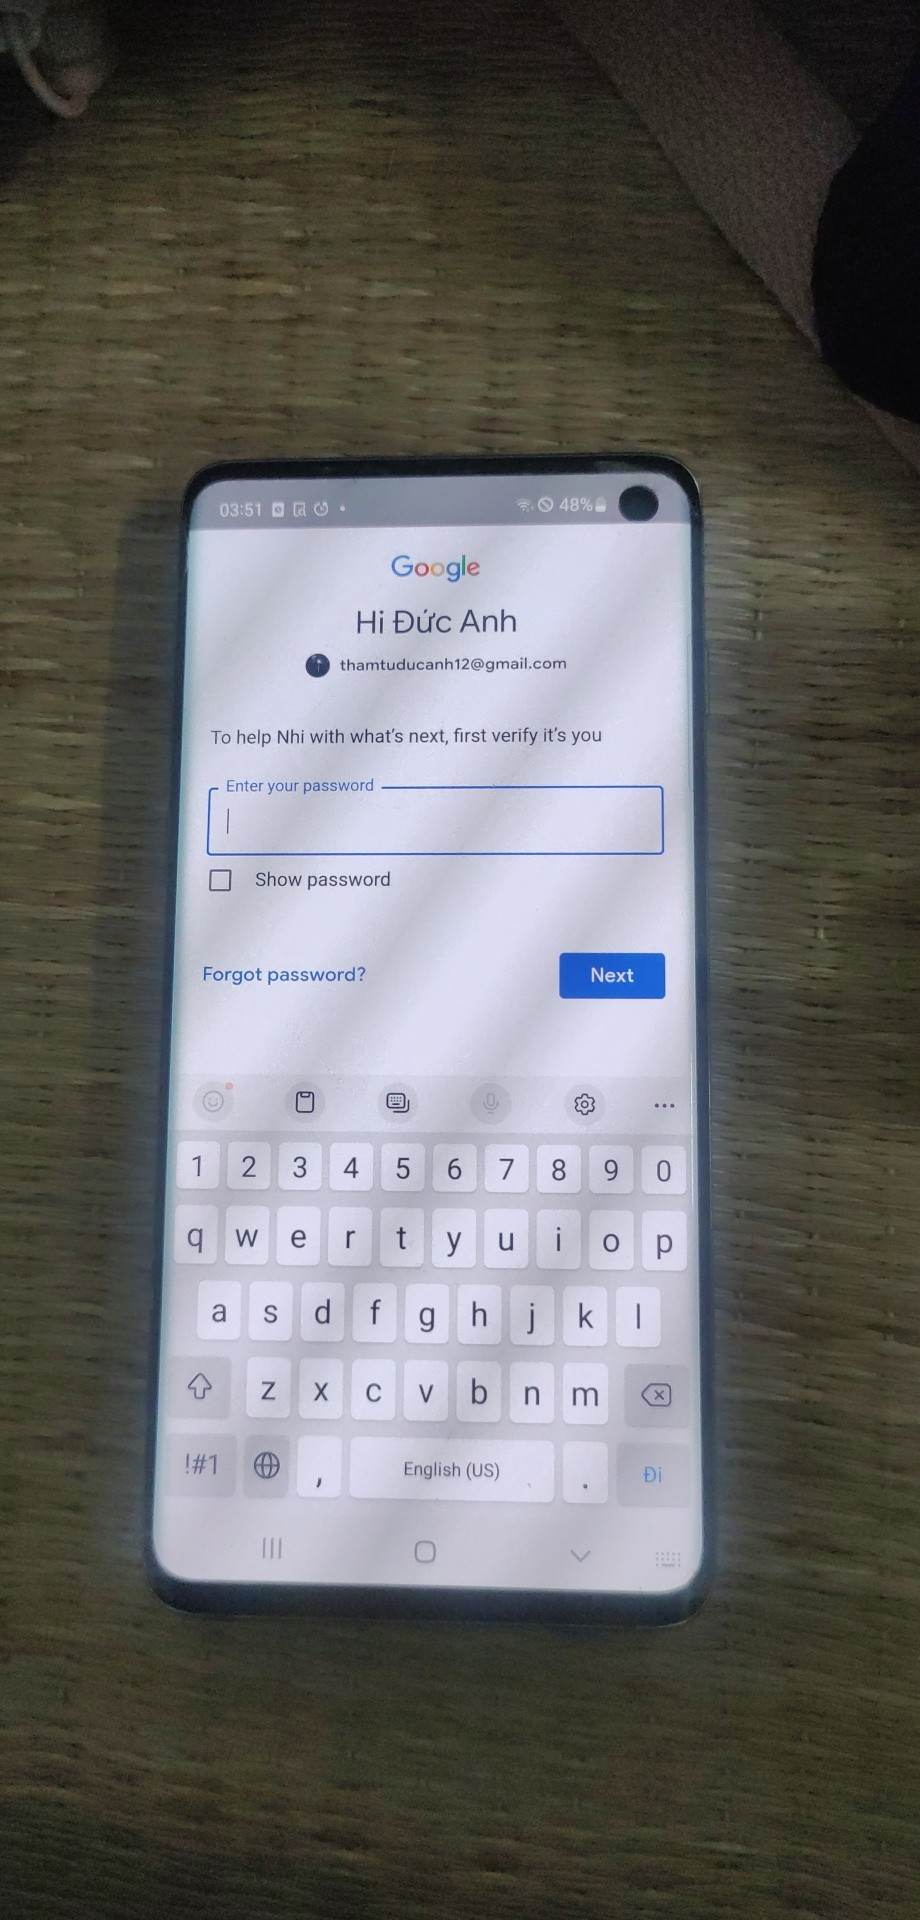 03:51 48%
Google
Hi Đức Anh
thamtuducanh12@gmail.com
To help Nhi with what's next, first verify it's you
Enter your password
Show password
Forgot password? Next
1 2 3 4 5 6 7 8 9 0
q w e r t y u i o p
a s d f g h j k l
z x c v b n m
!#1 , English (US) . Đi